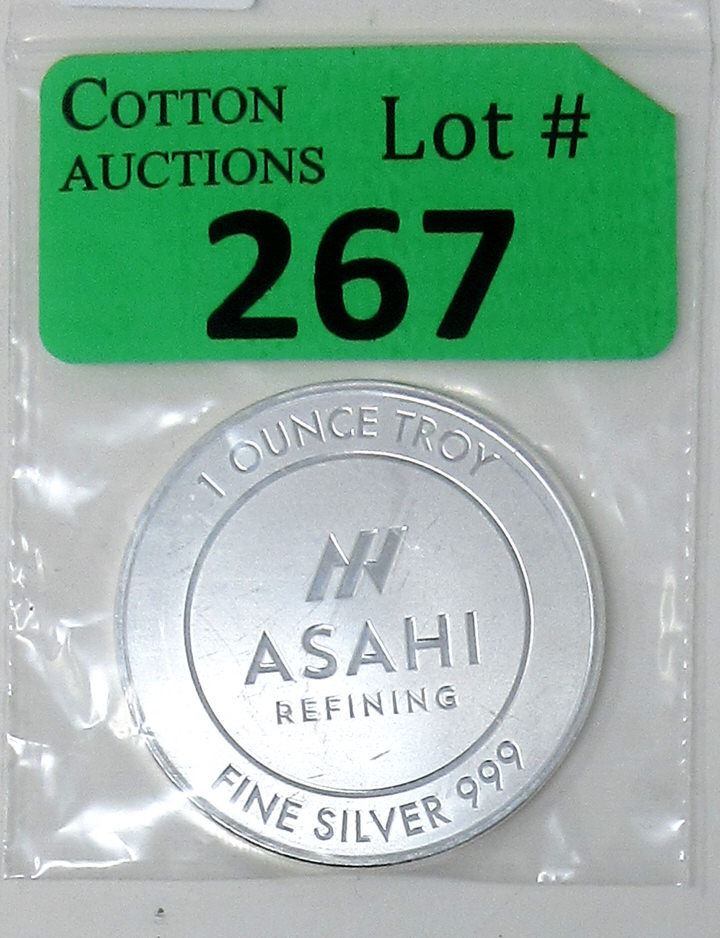 COTTON
AUCTIONS
Lot #
267
1 OUNCE TROY
ASAHI
REFINING
FINE SILVER 999